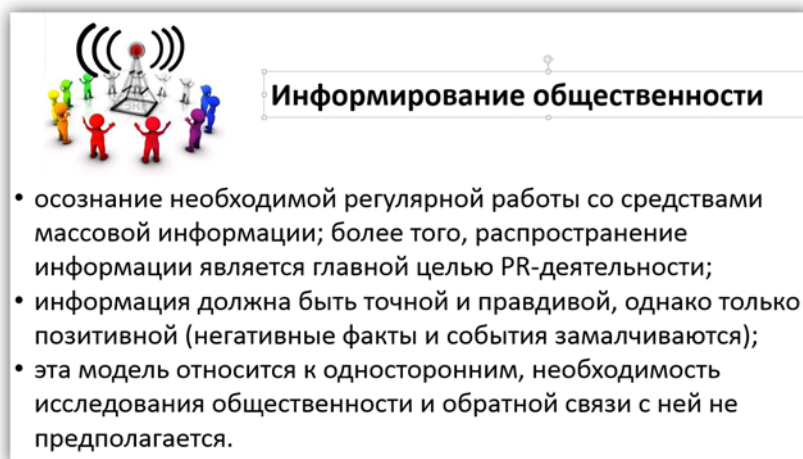 Информирование общественности
• осознание необходимой регулярной работы со средствами
массовой информации; более того, распространение
информации является главной целью PR-деятельности;
• информация должна быть точной и правдивой, однако только
позитивной (негативные факты и события замалчиваются);
• эта модель относится к односторонним, необходимость
исследования общественности и обратной связи с ней не
предполагается.